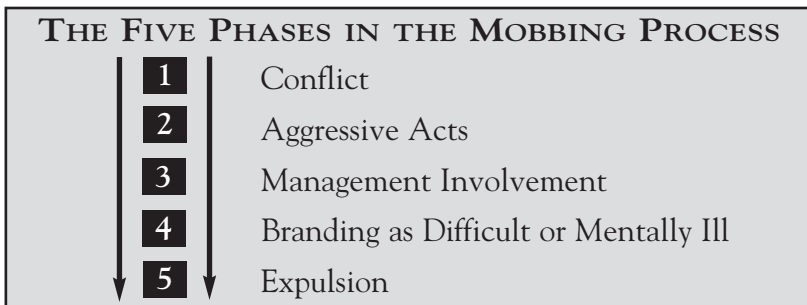 THE FIVE PHASES IN THE MOBBING PROCESS
1 Conflict
2 Aggressive Acts
3 Management Involvement
4 Branding as Difficult or Mentally Ill
5 Expulsion